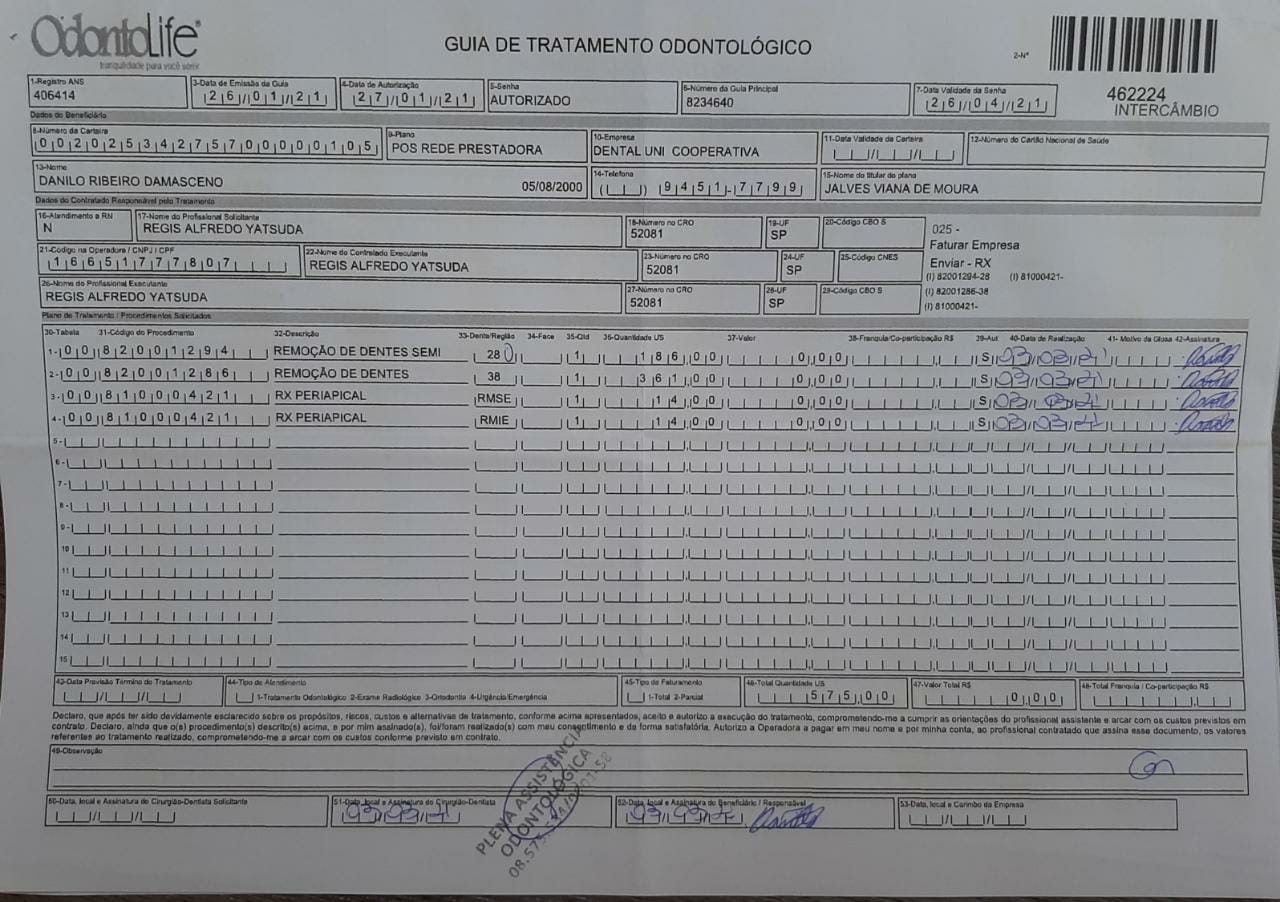 OdontoLife
tranquilidade para você sorrir
GUIA DE TRATAMENTO ODONTOLÓGICO
2-Nº
462224
INTERCÂMBIO
1-Registro ANS 3-Data de Emissão da Guia 4-Data de Autorização 5-Senha 6-Número da Guia Principal 7-Data Validade da Senha
406414 26/01/21 27/01/21 AUTORIZADO 8234640 26/04/21
Dados do Beneficiário
8-Número da Carteira 9-Plano 10-Empresa 11-Data Validade da Carteira 12-Número do Cartão Nacional de Saúde
00202534275700000105 POS REDE PRESTADORA DENTAL UNI COOPERATIVA
13-Nome 14-Telefone 15-Nome do titular do plano
DANILO RIBEIRO DAMASCENO 05/08/2000 ( ) 9451-7799 JALVES VIANA DE MOURA
Dados do Contratado Responsável pelo Tratamento
16-Atendimento a RN 17-Nome do Profissional Solicitante 18-Número no CRO 19-UF 20-Código CBO S
N REGIS ALFREDO YATSUDA 52081 SP
21-Código na Operadora / CNPJ / CPF 22-Nome do Contratado Executante 23-Número no CRO 24-UF 25-Código CNES
16651777807 REGIS ALFREDO YATSUDA 52081 SP
26-Nome do Profissional Executante 27-Número no CRO 28-UF 29-Código CBO S
REGIS ALFREDO YATSUDA 52081 SP
025 -
Faturar Empresa
Enviar - RX
(I) 82001294-28 (I) 81000421-
(I) 82001286-38
(I) 81000421-
Plano de Tratamento / Procedimentos Solicitados
30-Tabela 31-Código do Procedimento 32-Descrição 33-Dente/Região 34-Face 35-Qtd 36-Quantidade US 37-Valor 38-Franquia/Co-participação R$ 39-Aut 40-Data de Realização 41- Motivo da Glosa 42-Assinatura
1- 00 82001294 REMOÇÃO DE DENTES SEMI 28 1 186,00 0,00 S 03/03/21
2- 00 82001286 REMOÇÃO DE DENTES 38 1 361,00 0,00 S 03/03/21
3- 00 81000421 RX PERIAPICAL RMSE 1 14,00 0,00 S 03/03/21
4- 00 81000421 RX PERIAPICAL RMIE 1 14,00 0,00 S 03/03/21
5-
6-
7-
8-
9-
10
11
12
13
14
15
43-Data Previsão Término do Tratamento 44-Tipo de Atendimento 45-Tipo de Faturamento 46-Total Quantidade US 47-Valor Total R$ 48-Total Franquia / Co-participação R$
1-Tratamento Odontológico 2-Exame Radiológico 3-Ortodontia 4-Urgência/Emergência 1-Total 2-Parcial 575,00 0,00
Declaro, que após ter sido devidamente esclarecido sobre os propósitos, riscos, custos e alternativas de tratamento, conforme acima apresentados, aceito e autorizo a execução do tratamento, comprometendo-me a cumprir as orientações do profissional assistente e arcar com os custos previstos em
contrato. Declaro, ainda que o(s) procedimento(s) descrito(s) acima, e por mim assinado(s), foi/foram realizado(s) com meu consentimento e de forma satisfatória. Autorizo a Operadora a pagar em meu nome e por minha conta, ao profissional contratado que assina esse documento, os valores
referentes ao tratamento realizado, comprometendo-me a arcar com os custos conforme previsto em contrato.
49-Observação
50-Data, local e Assinatura do Cirurgião-Dentista Solicitante 51-Data, local e Assinatura do Cirurgião-Dentista 52-Data, local e Assinatura do Beneficiário / Responsável 53-Data, local e Carimbo da Empresa
03/03/21 03/03/21
PLENA ASSISTÊNCIA
ODONTOLÓGICA